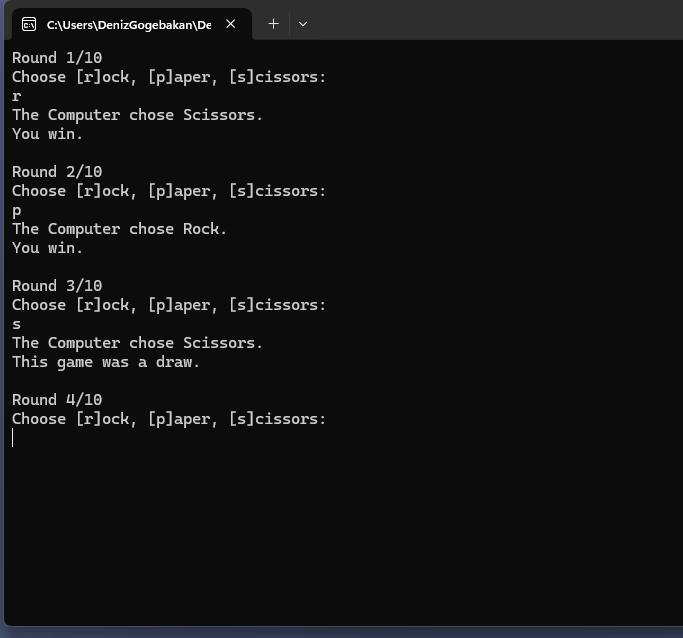 C:\Users\DenizGogebakan\De
Round 1/10
Choose [r]ock, [p]aper, [s]cissors:
r
The Computer chose Scissors.
You win.
Round 2/10
Choose [r]ock, [p]aper, [s]cissors:
p
The Computer chose Rock.
You win.
Round 3/10
Choose [r]ock, [p]aper, [s]cissors:
s
The Computer chose Scissors.
This game was a draw.
Round 4/10
Choose [r]ock, [p]aper, [s]cissors: